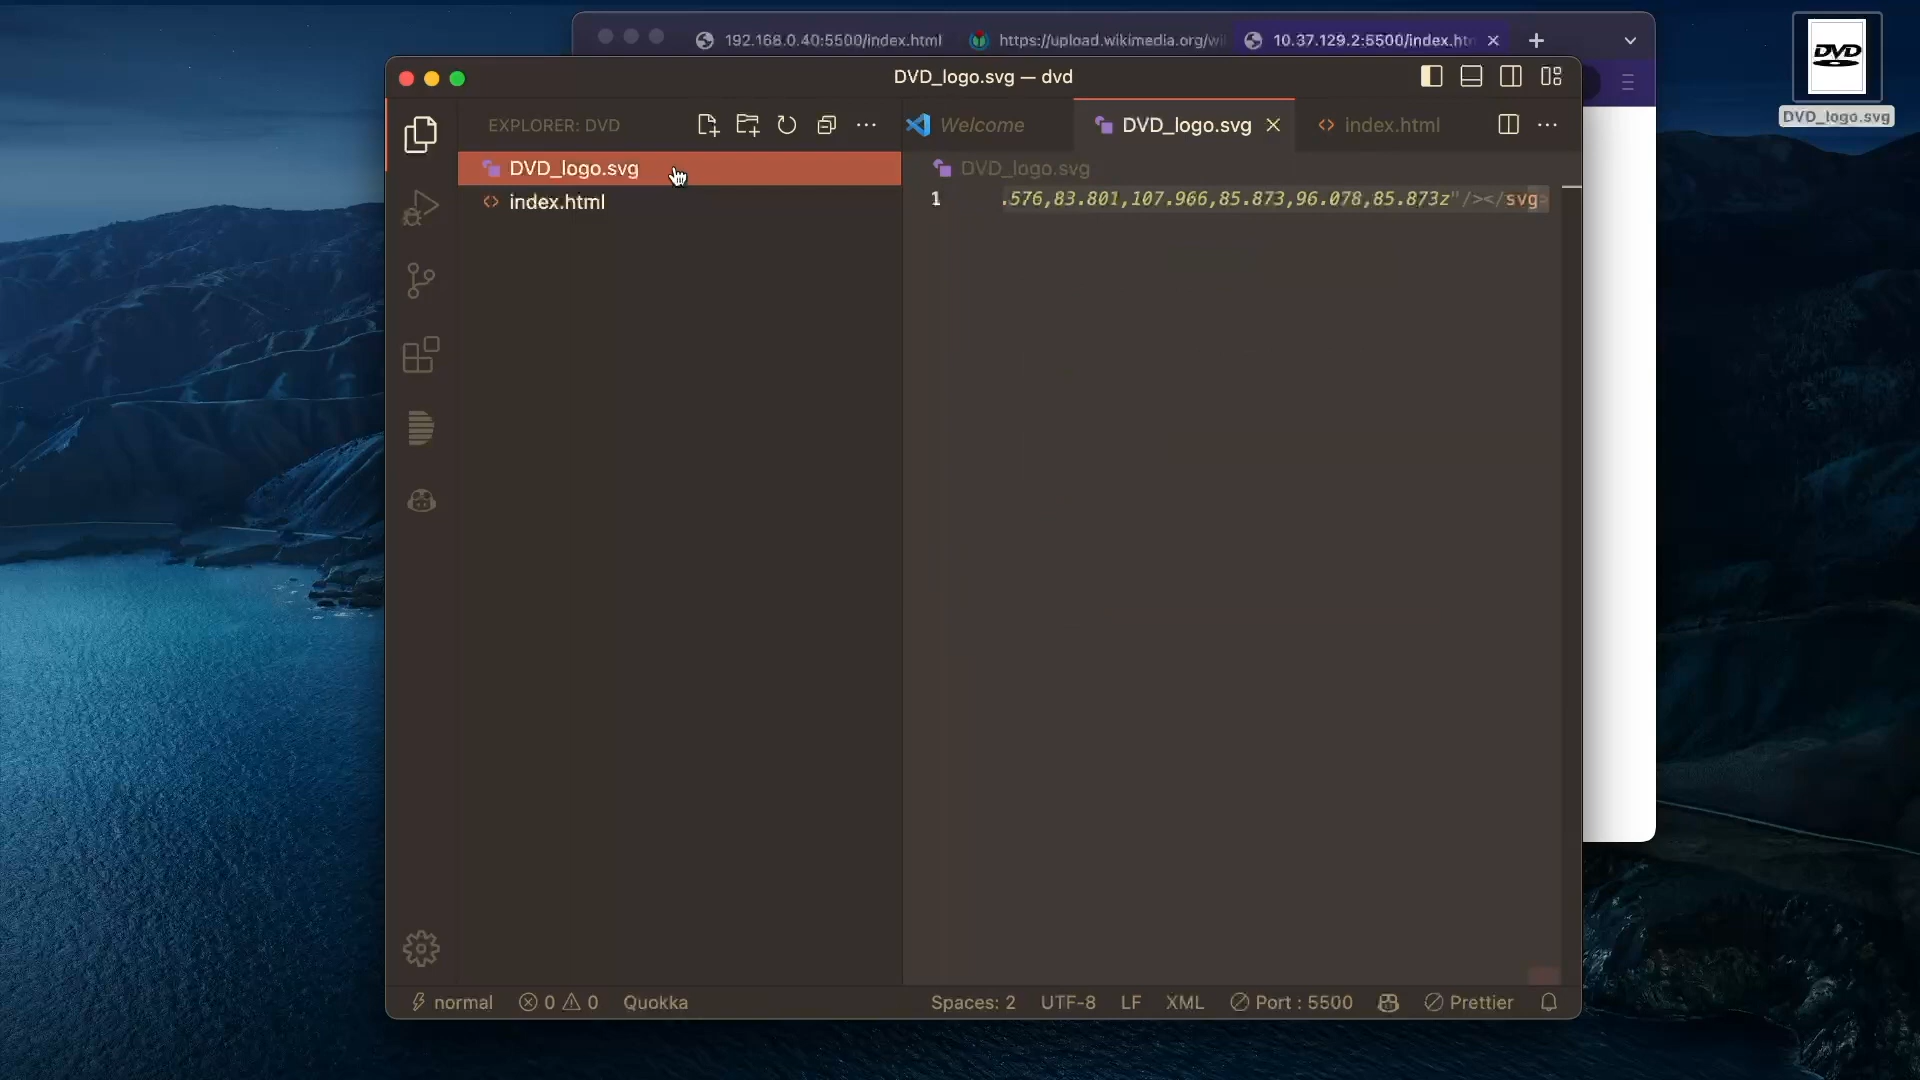 192.168.0.40:5500/index.html
https://upload.wikimedia.org/wi
10.37.129.2:5500/index.ht
DVD
DVD_logo.svg
DVD_logo.svg — dvd
EXPLORER: DVD
Welcome
DVD_logo.svg
index.html
DVD_logo.svg
index.html
DVD_logo.svg
1 .576,83.801,107.966,85.873,96.078,85.873z"/></svg>
normal 0 0 Quokka Spaces: 2 UTF-8 LF XML Port : 5500 Prettier